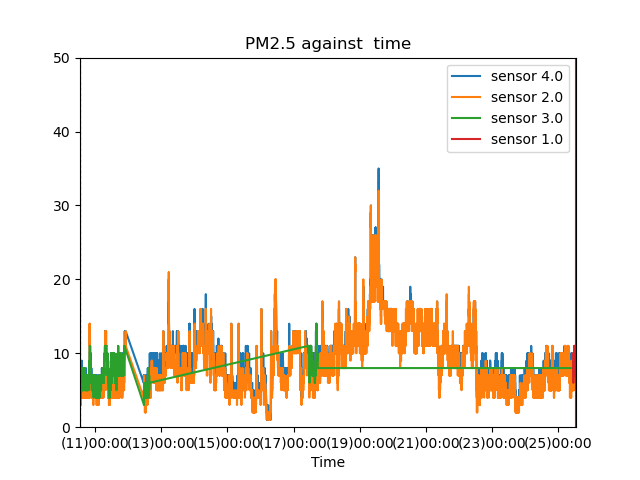 PM2.5 against  time
sensor 4.0
sensor 2.0
sensor 3.0
sensor 1.0
50
40
30
20
10
0
(11)00:00 (13)00:00 (15)00:00 (17)00:00 (19)00:00 (21)00:00 (23)00:00 (25)00:00
Time